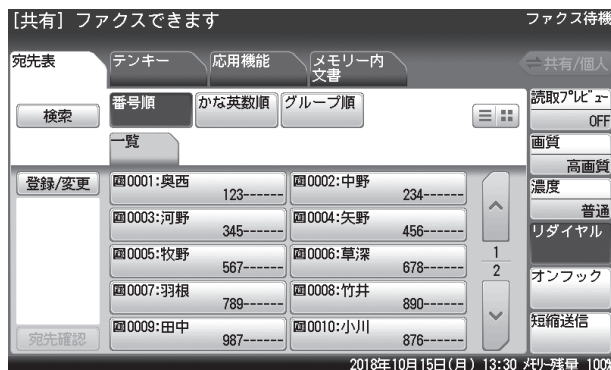 [共有] ファクスできます
ファクス待機
宛先表
テンキー
応用機能
メモリー内
文書
共有/個人
検索
番号順
かな英数順
グループ順
一覧
読取プレビュー
OFF
画質
高画質
濃度
普通
リダイヤル
オンフック
短縮送信
登録/変更
0001:奥西
123------
0002:中野
234------
0003:河野
345------
0004:矢野
456------
0005:牧野
567------
0006:草深
678------
0007:羽根
789------
0008:竹井
890------
0009:田中
987------
0010:小川
876------
1
2
宛先確認
2018年10月15日(月) 13:30 メモリー残量 100%